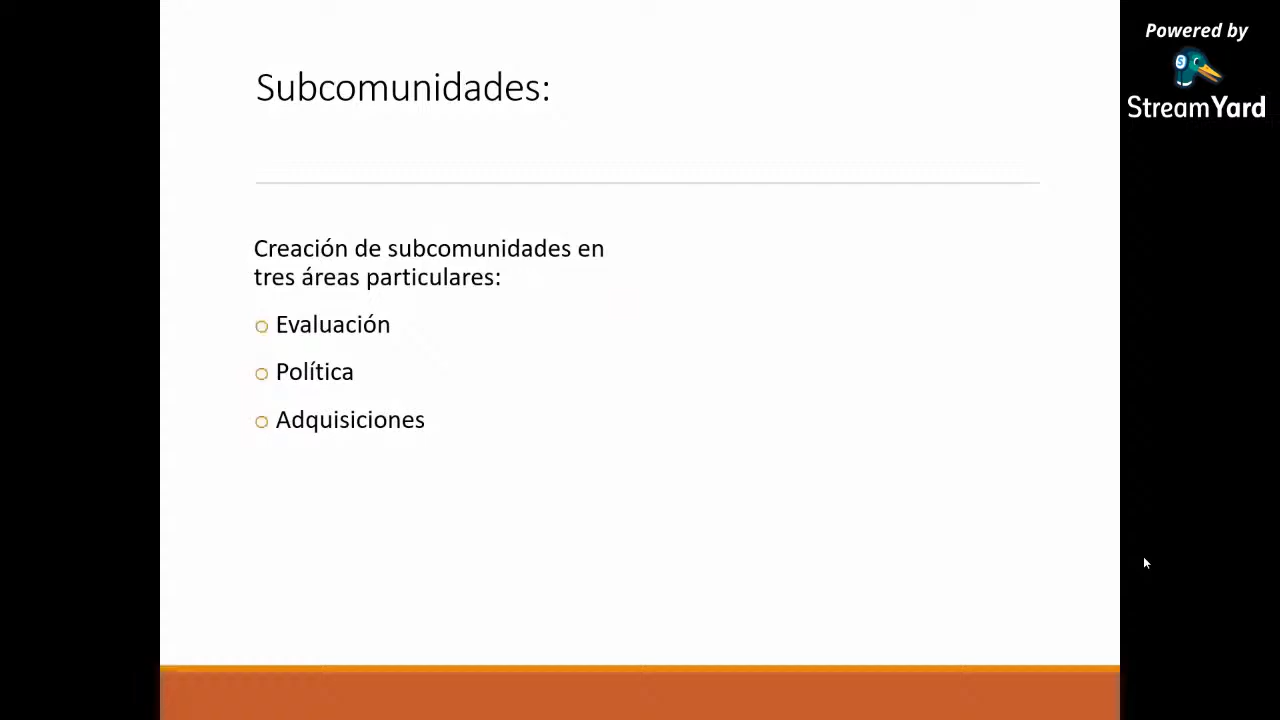 Subcomunidades:
Creación de subcomunidades en
tres áreas particulares:
Evaluación
Política
Adquisiciones
Powered by
S
StreamYard